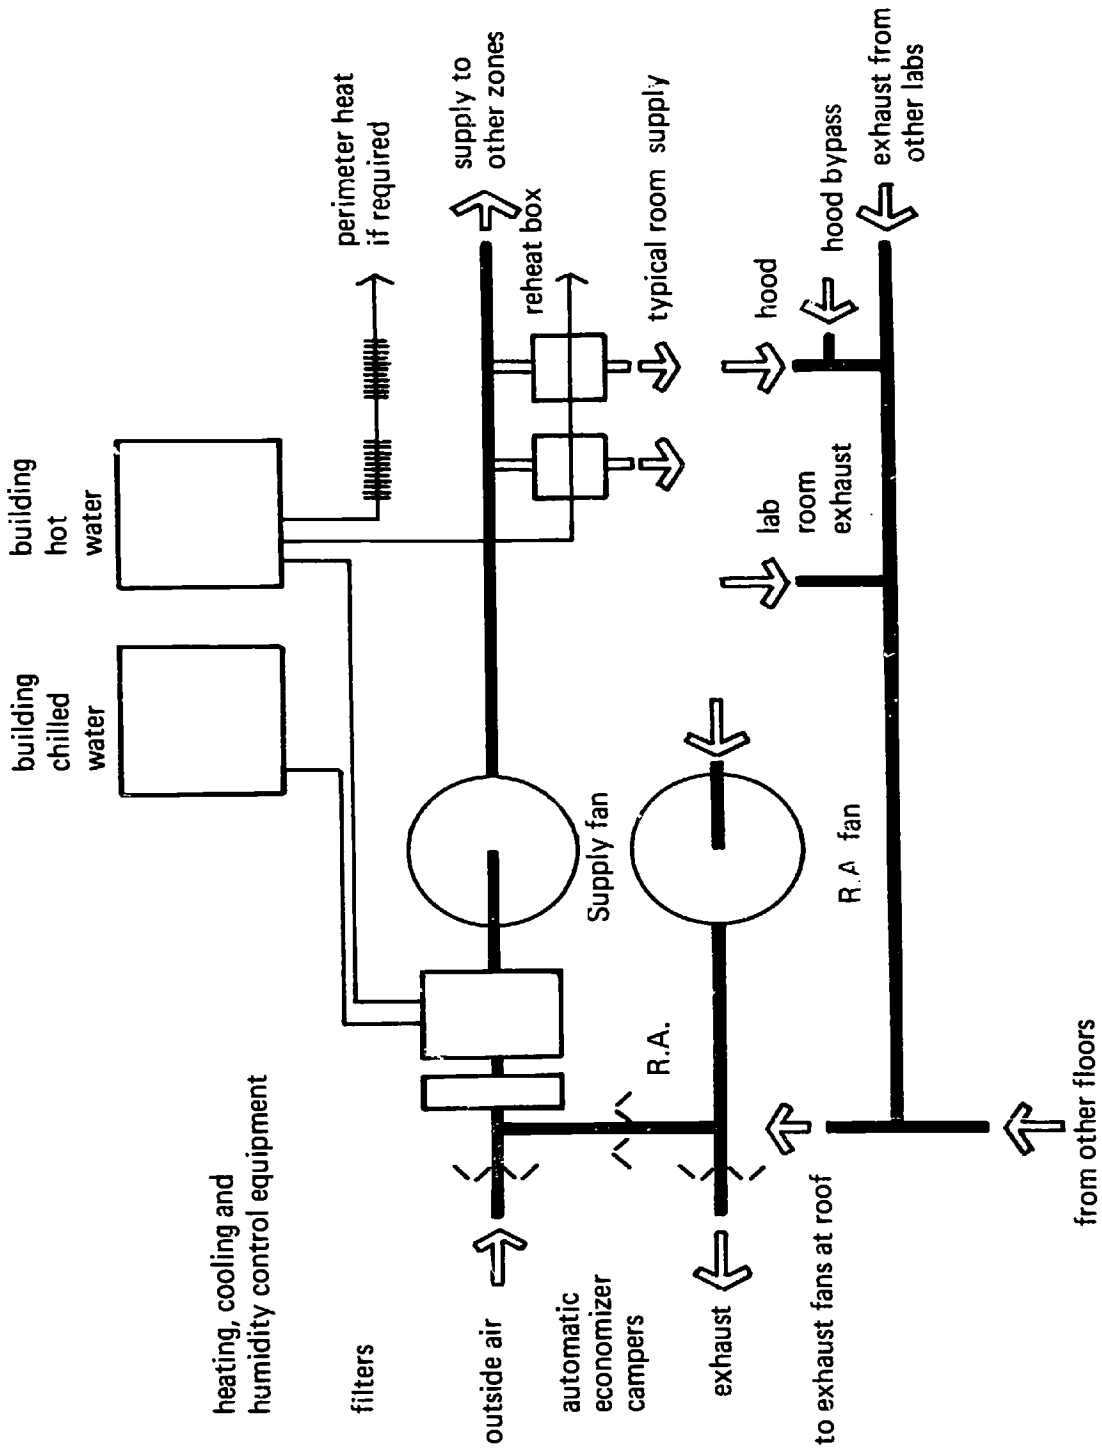 building
hot
water
building
chilled
water
heating, cooling and
humidity control equipment
filters
outside air
automatic
economizer
campers
exhaust
to exhaust fans at roof
from other floors
R.A.
Supply fan
R.A fan
perimeter heat
if required
supply to
other zones
reheat box
typical room supply
hood
hood bypass
lab
room
exhaust
exhaust from
other labs